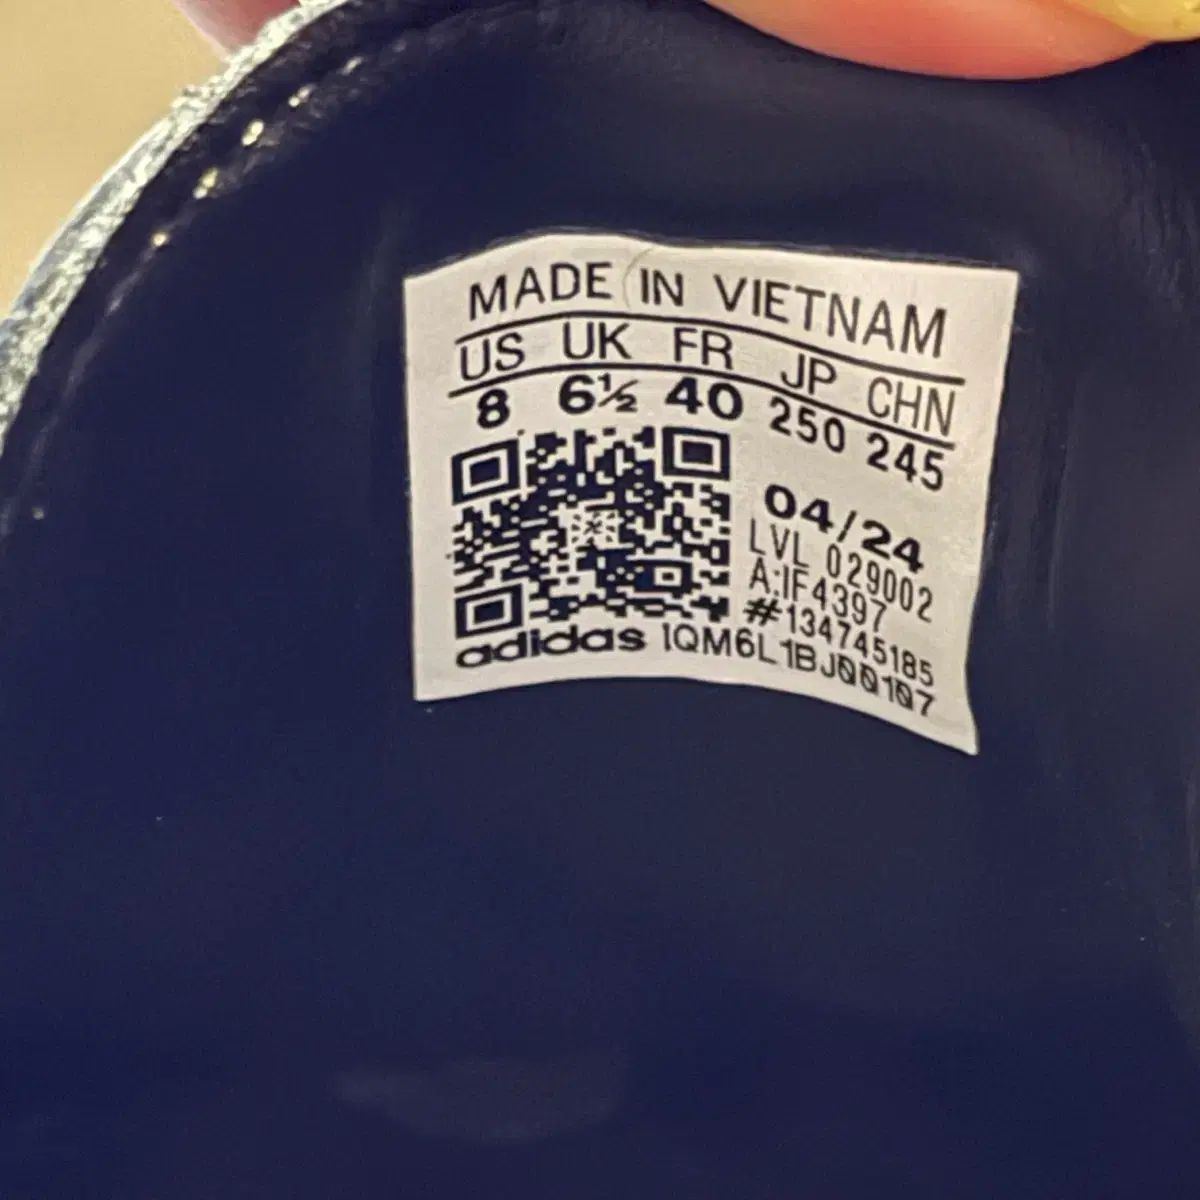 MADE IN VIETNAM
US UK FR JP CHN
8 6½ 40 250 245
04/24
LVL 029002
A:IF4397
#134745185
adidas 1QM6L1BJ00107